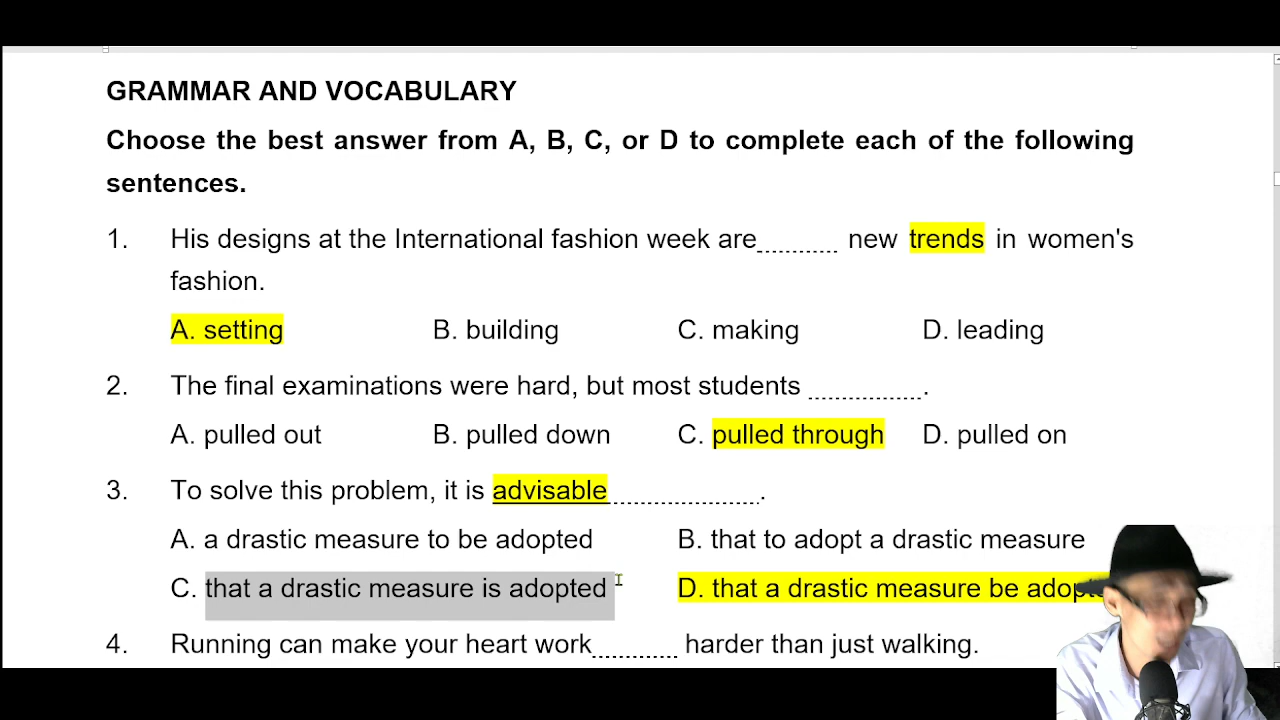 GRAMMAR AND VOCABULARY
Choose the best answer from A, B, C, or D to complete each of the following
sentences.
1. His designs at the International fashion week are.......... new trends in women's
fashion.
A. setting B. building C. making D. leading
2. The final examinations were hard, but most students ...............
A. pulled out B. pulled down C. pulled through D. pulled on
3. To solve this problem, it is advisable....................
A. a drastic measure to be adopted B. that to adopt a drastic measure
C. that a drastic measure is adopted D. that a drastic measure be adopt
4. Running can make your heart work........... harder than just walking.